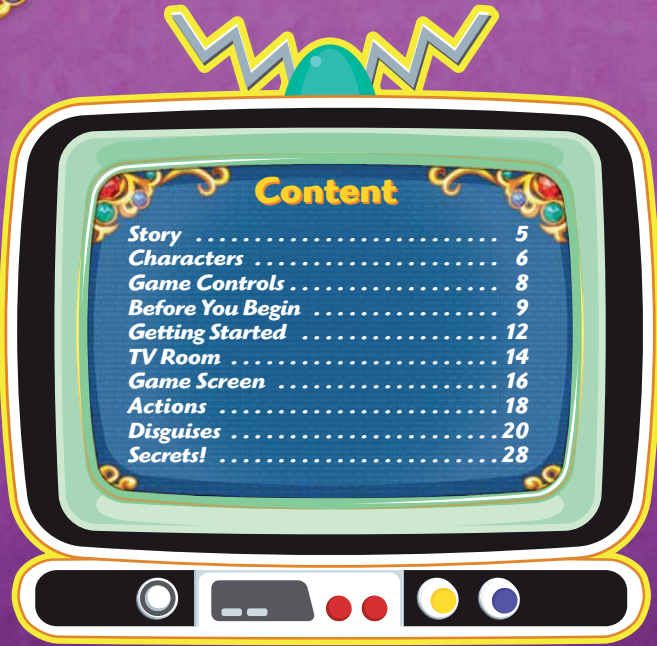 Content
Story .......................... 5
Characters ..................... 6
Game Controls .................. 8
Before You Begin ................ 9
Getting Started ................. 12
TV Room ....................... 14
Game Screen ................... 16
Actions ........................ 18
Disguises ....................... 20
Secrets! ........................ 28